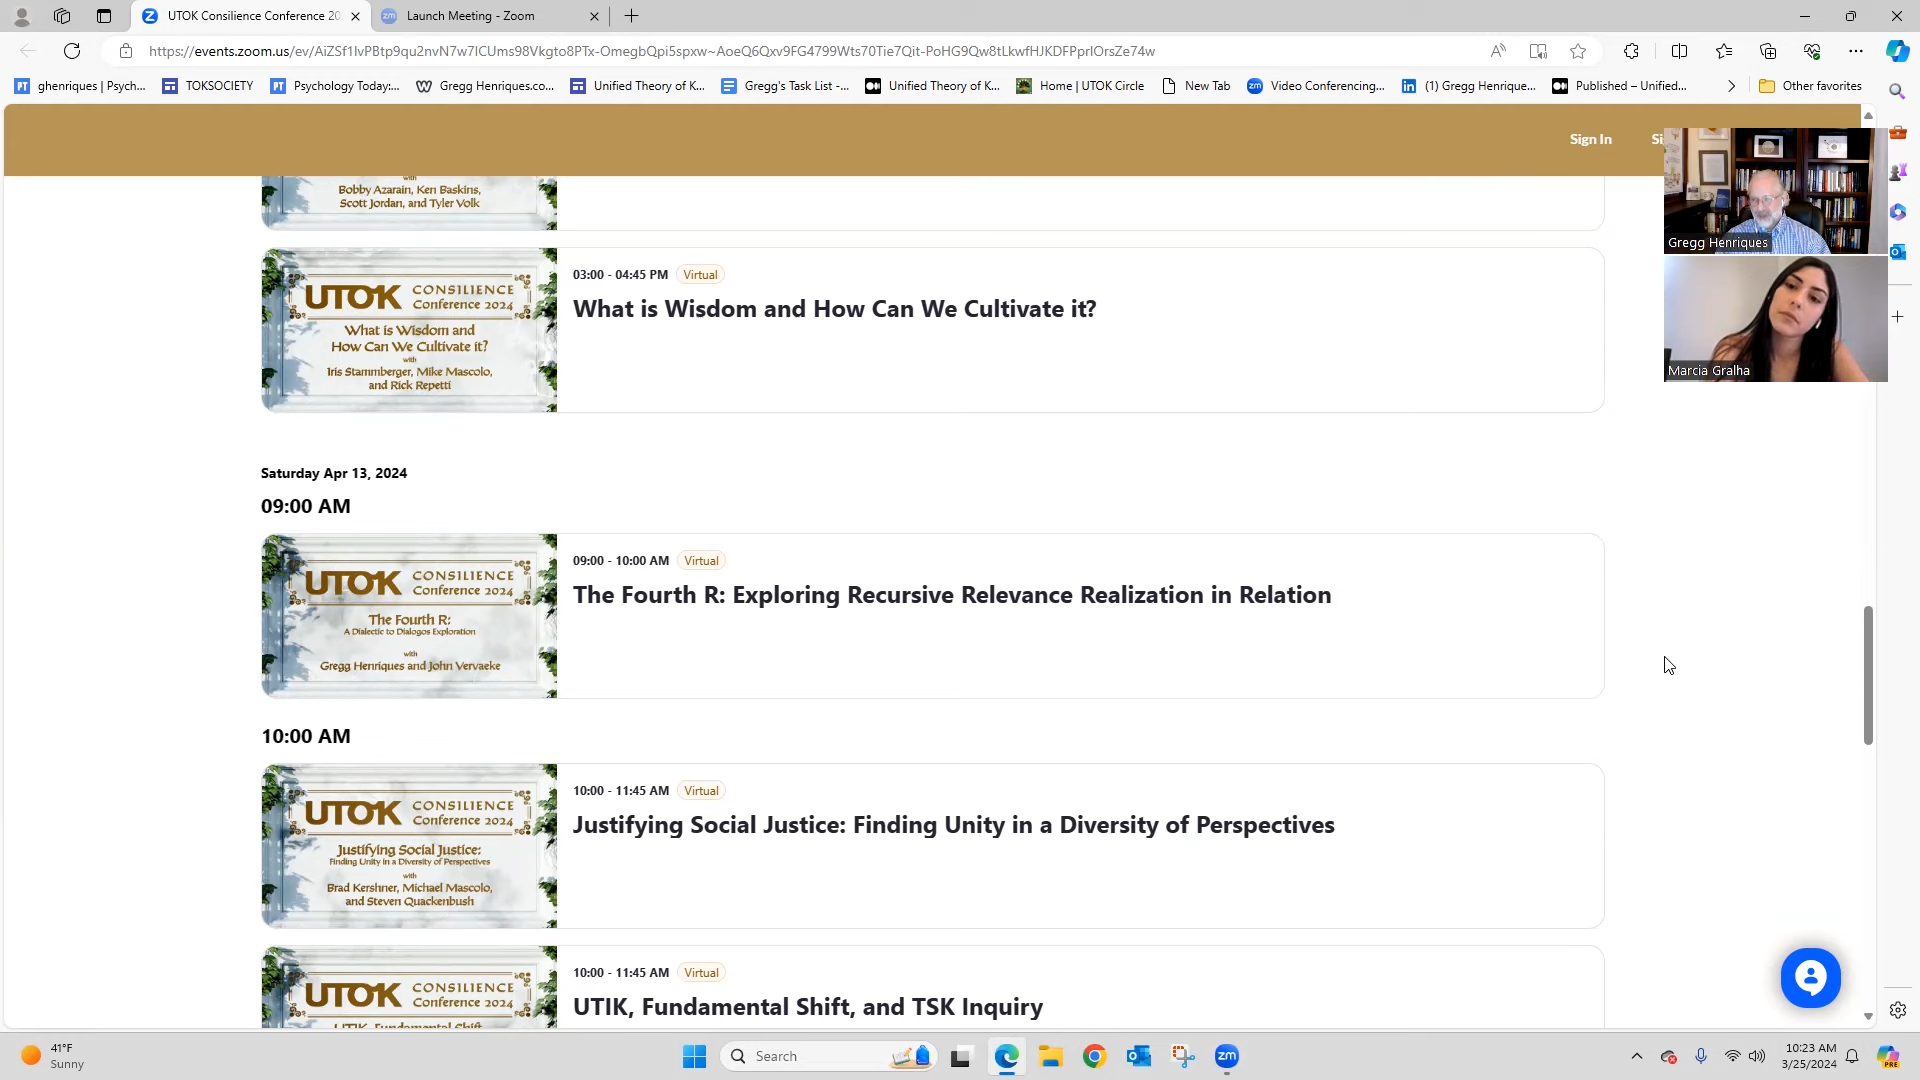 UTOK Consilience Conference 20
Launch Meeting - Zoom
https://events.zoom.us/ev/AiZSf1IvPBtp9qu2nvN7w7ICUms98Vkgto8PTx-OmegbQpi5spxw~AoeQ6Qxv9FG4799Wts70Tie7Qit-PoHG9Qw8tLkwfHJKDFPprIOrsZe74w
ghenriques | Psych...
TOKSOCIETY
Psychology Today:...
Gregg Henriques.co...
Unified Theory of K...
Gregg's Task List -...
Unified Theory of K...
Home | UTOK Circle
New Tab
Video Conferencing...
(1) Gregg Henrique...
Published – Unified...
Other favorites
Sign In
Si
Gregg Henriques
Marcia Gralha
with
Bobby Azarain, Ken Baskins,
Scott Jordan, and Tyler Volk
UTOK CONSILIENCE
Conference 2024
What is Wisdom and
How Can We Cultivate it?
with
Iris Stammberger, Mike Mascolo,
and Rick Repetti
03:00 - 04:45 PM Virtual
What is Wisdom and How Can We Cultivate it?
Saturday Apr 13, 2024
09:00 AM
UTOK CONSILIENCE
Conference 2024
The Fourth R:
A Dialectic to Dialogos Exploration
with
Gregg Henriques and John Vervaeke
09:00 - 10:00 AM Virtual
The Fourth R: Exploring Recursive Relevance Realization in Relation
10:00 AM
UTOK CONSILIENCE
Conference 2024
Justifying Social Justice:
Finding Unity in a Diversity of Perspectives
with
Brad Kershner, Michael Mascolo,
and Steven Quackenbush
10:00 - 11:45 AM Virtual
Justifying Social Justice: Finding Unity in a Diversity of Perspectives
UTOK CONSILIENCE
Conference 2024
UTIK, Fundamental Shift,
10:00 - 11:45 AM Virtual
UTIK, Fundamental Shift, and TSK Inquiry
41°F
Sunny
Search
zm
10:23 AM
3/25/2024
PRE